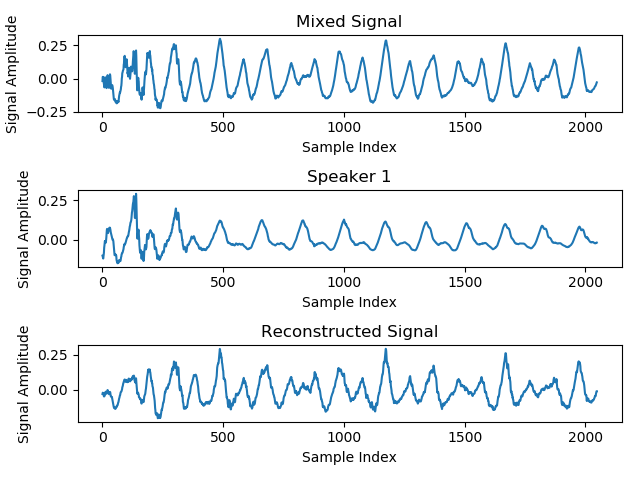 Mixed Signal
Signal Amplitude
0.25
0.00
−0.25
0 500 1000 1500 2000
Sample Index
Speaker 1
Signal Amplitude
0.25
0.00
0 500 1000 1500 2000
Sample Index
Reconstructed Signal
Signal Amplitude
0.25
0.00
0 500 1000 1500 2000
Sample Index